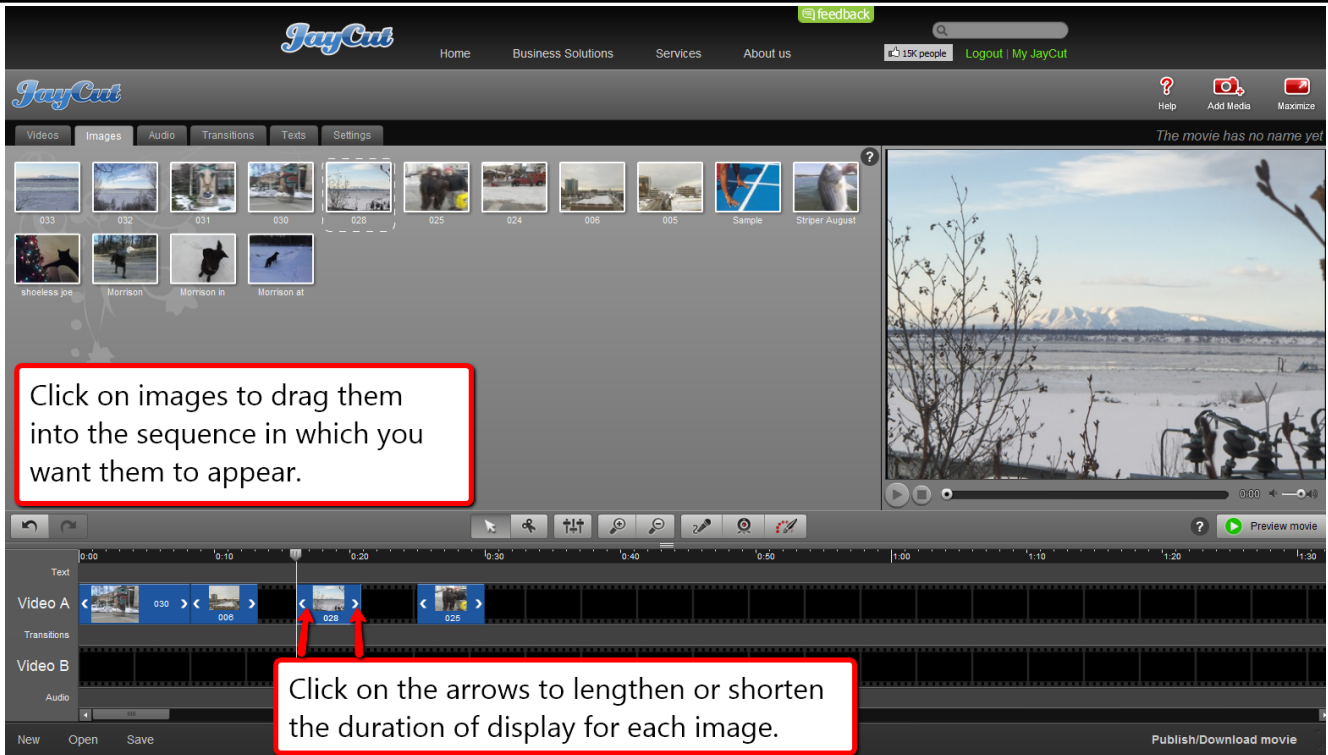 feedback
JayCut
Home Business Solutions Services About us
15K people Logout | My JayCut
JayCut
Help Add Media Maximize
Videos Images Audio Transitions Texts Settings
The movie has no name yet
?
033 032 031 030 028 025 024 006 005 Sample Striper August
shoeless joe Morrison Morrison in Morrison at
Click on images to drag them
into the sequence in which you
want them to appear.
0:00
? Preview movie
0:00 0:10 0:20 0:30 0:40 0:50 1:00 1:10 1:20 1:30
Text
Video A
030 006 028 025
Transitions
Video B
Audio
Click on the arrows to lengthen or shorten
the duration of display for each image.
New Open Save
Publish/Download movie